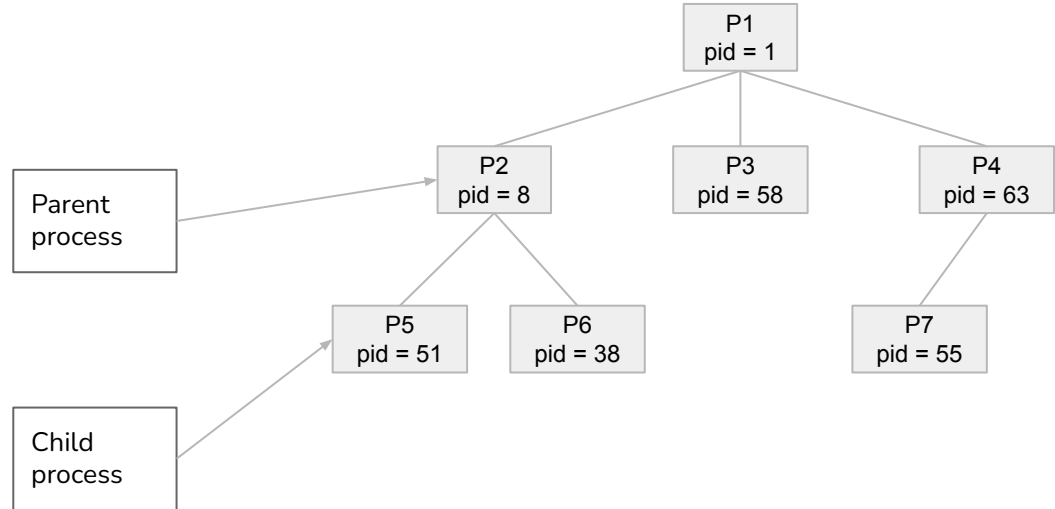 P1
pid = 1
P2
pid = 8
P3
pid = 58
P4
pid = 63
Parent
process
P5
pid = 51
P6
pid = 38
P7
pid = 55
Child
process